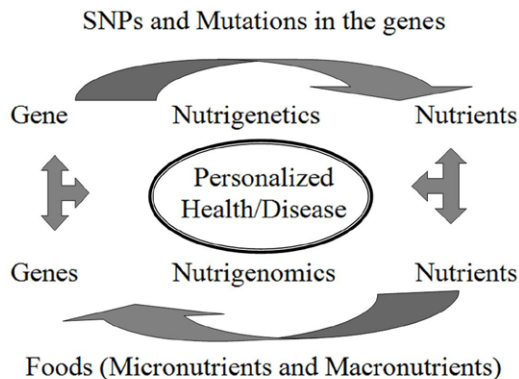 SNPs and Mutations in the genes
Gene Nutrigenetics Nutrients
Personalized
Health/Disease
Genes Nutrigenomics Nutrients
Foods (Micronutrients and Macronutrients)